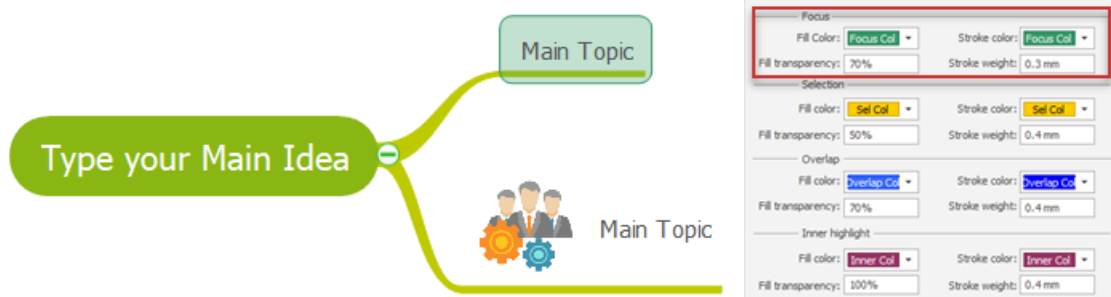 Main Topic
Type your Main Idea
Main Topic
Focus
Fill Color: Focus Col Stroke color: Focus Col
Fill transparency: 70% Stroke weight: 0.3 mm
Selection
Fill color: Sel Col Stroke color: Sel Col
Fill transparency: 50% Stroke weight: 0.4 mm
Overlap
Fill color: Overlap Col Stroke color: Overlap Col
Fill transparency: 70% Stroke weight: 0.4 mm
Inner highlight
Fill color: Inner Col Stroke color: Inner Col
Fill transparency: 100% Stroke weight: 0.4 mm